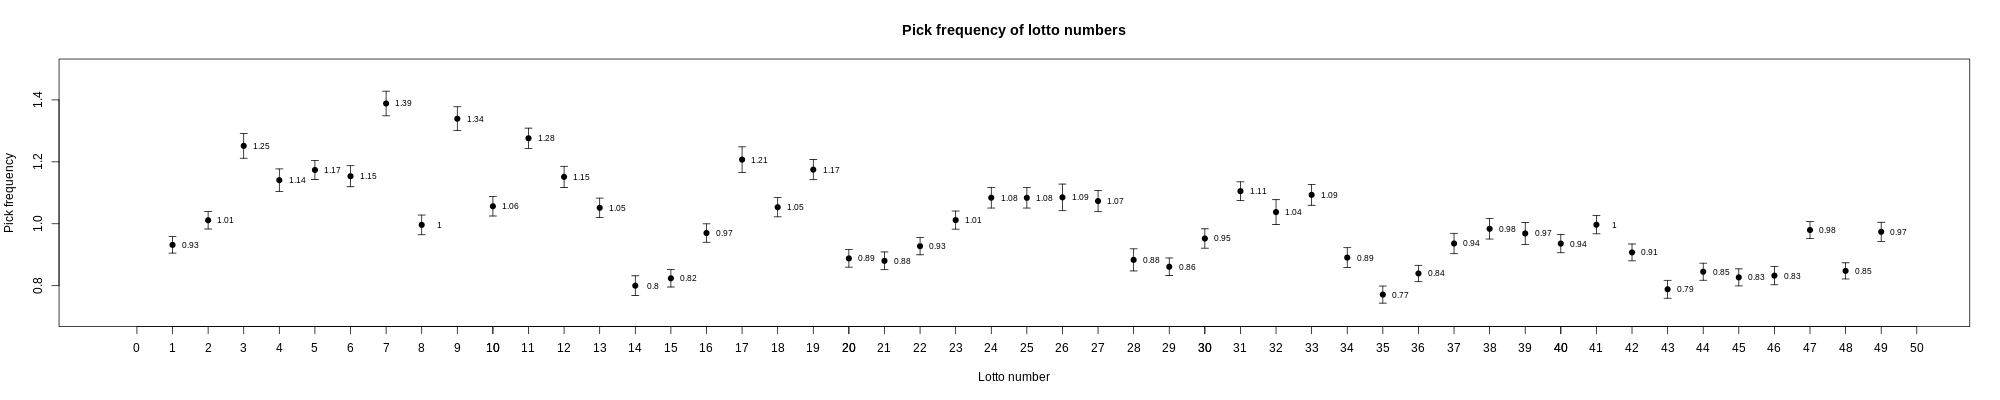 Pick frequency of lotto numbers
Pick frequency
1.4
1.2
1.0
0.8
0.93 1.01 1.25 1.14 1.17 1.15 1.39 1 1.34 1.06 1.28 1.15 1.05 0.8 0.82 0.97 1.21 1.05 1.17 0.89 0.88 0.93 1.01 1.08 1.08 1.09 1.07 0.88 0.86 0.95 1.11 1.04 1.09 0.89 0.77 0.84 0.94 0.98 0.97 0.94 1 0.91 0.79 0.85 0.83 0.83 0.98 0.85 0.97
0 1 2 3 4 5 6 7 8 9 10 11 12 13 14 15 16 17 18 19 20 21 22 23 24 25 26 27 28 29 30 31 32 33 34 35 36 37 38 39 40 41 42 43 44 45 46 47 48 49 50
Lotto number